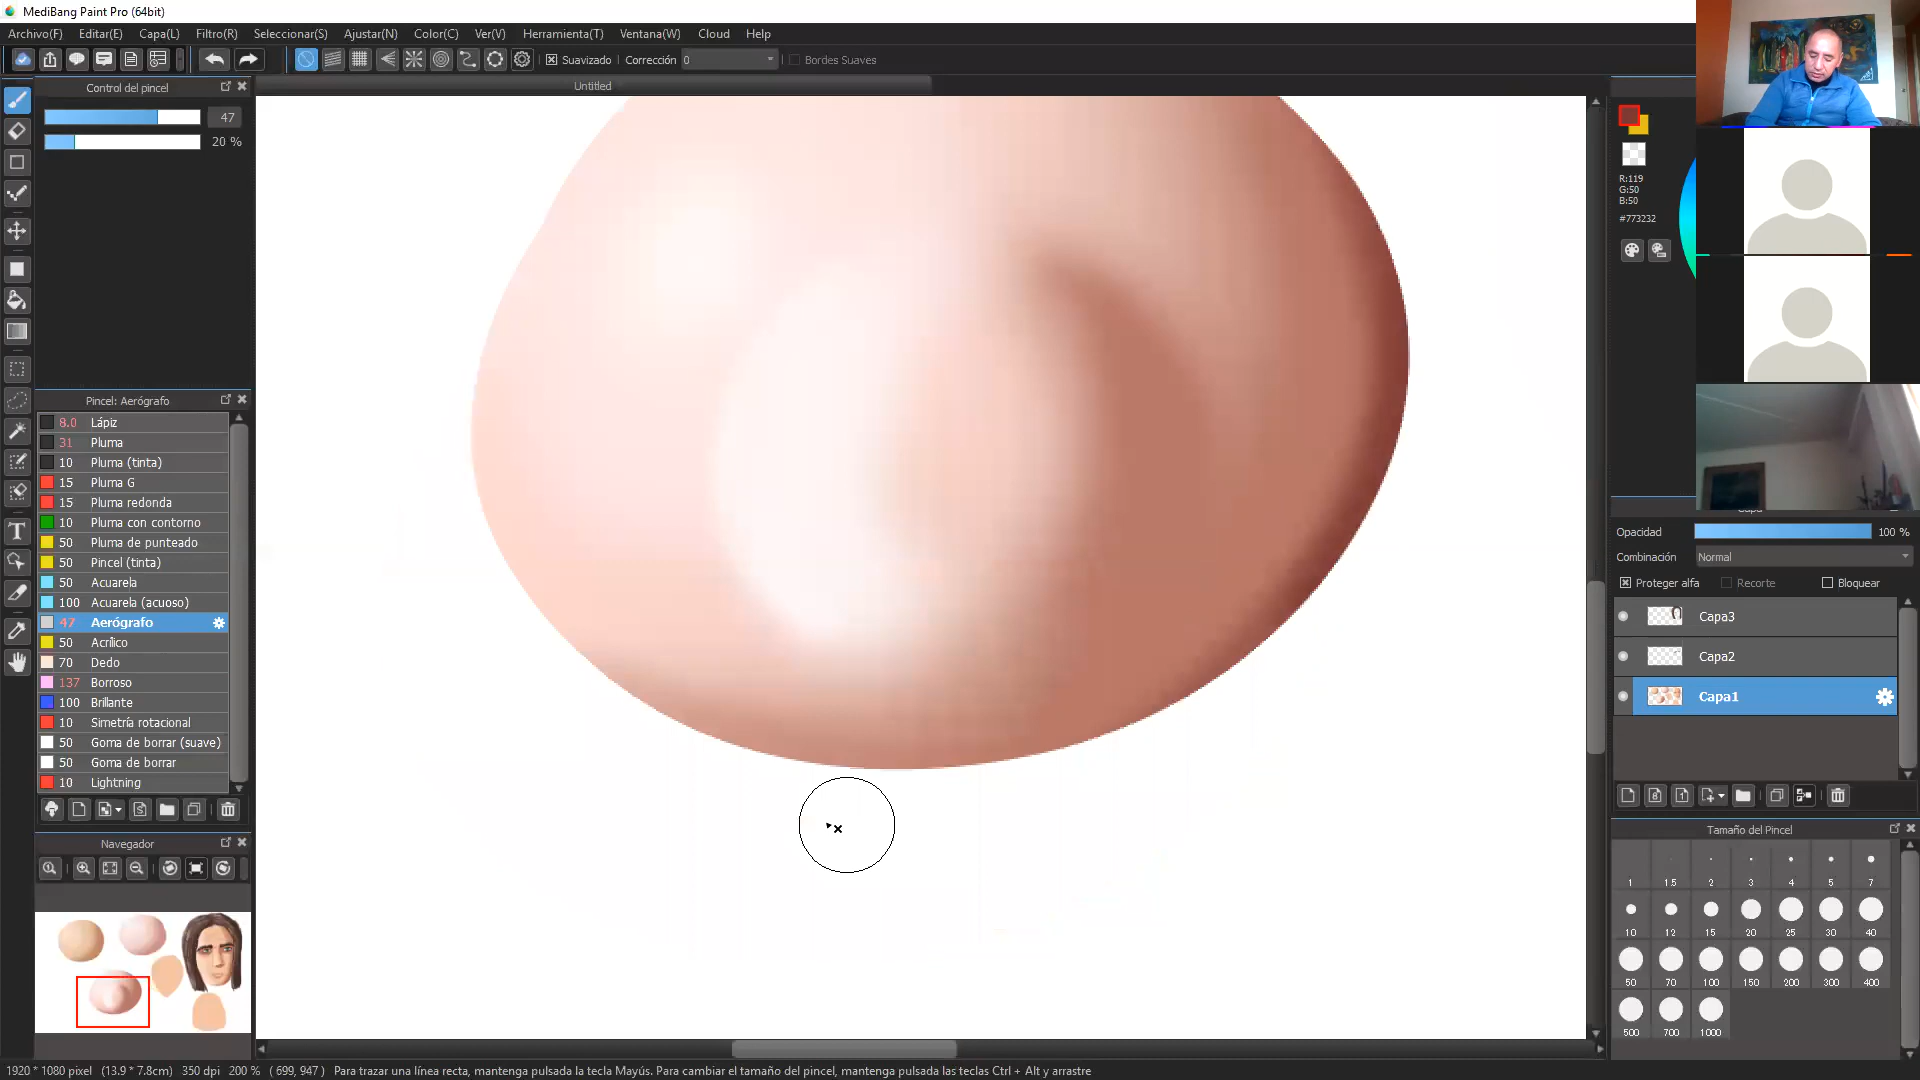 MediBang Paint Pro (64bit)
Archivo(F) Editar(E) Capa(L) Filtro(R) Seleccionar(S) Ajustar(N) Color(C) Ver(V) Herramienta(T) Ventana(W) Cloud Help
Suavizado Corrección 0 Bordes Suaves
Control del pincel
Untitled
47
20 %
R:119
G:50
B:50
#773232
Pincel: Aerógrafo
8.0 Lápiz
31 Pluma
10 Pluma (tinta)
15 Pluma G
15 Pluma redonda
10 Pluma con contorno
50 Pluma de punteado
50 Pincel (tinta)
50 Acuarela
100 Acuarela (acuoso)
47 Aerógrafo
50 Acrílico
70 Dedo
137 Borroso
100 Brillante
10 Simetría rotacional
50 Goma de borrar (suave)
50 Goma de borrar
10 Lightning
Opacidad 100 %
Combinación Normal
Proteger alfa Recorte Bloquear
Capa3
Capa2
Capa1
Navegador
Tamaño del Pincel
1 1.5 2 3 4 5 7
10 12 15 20 25 30 40
50 70 100 150 200 300 400
500 700 1000
1920 * 1080 pixel (13.9 * 7.8cm) 350 dpi 200 % ( 699, 947 ) Para trazar una línea recta, mantenga pulsada la tecla Mayús. Para cambiar el tamaño del pincel, mantenga pulsada las teclas Ctrl + Alt y arrastre